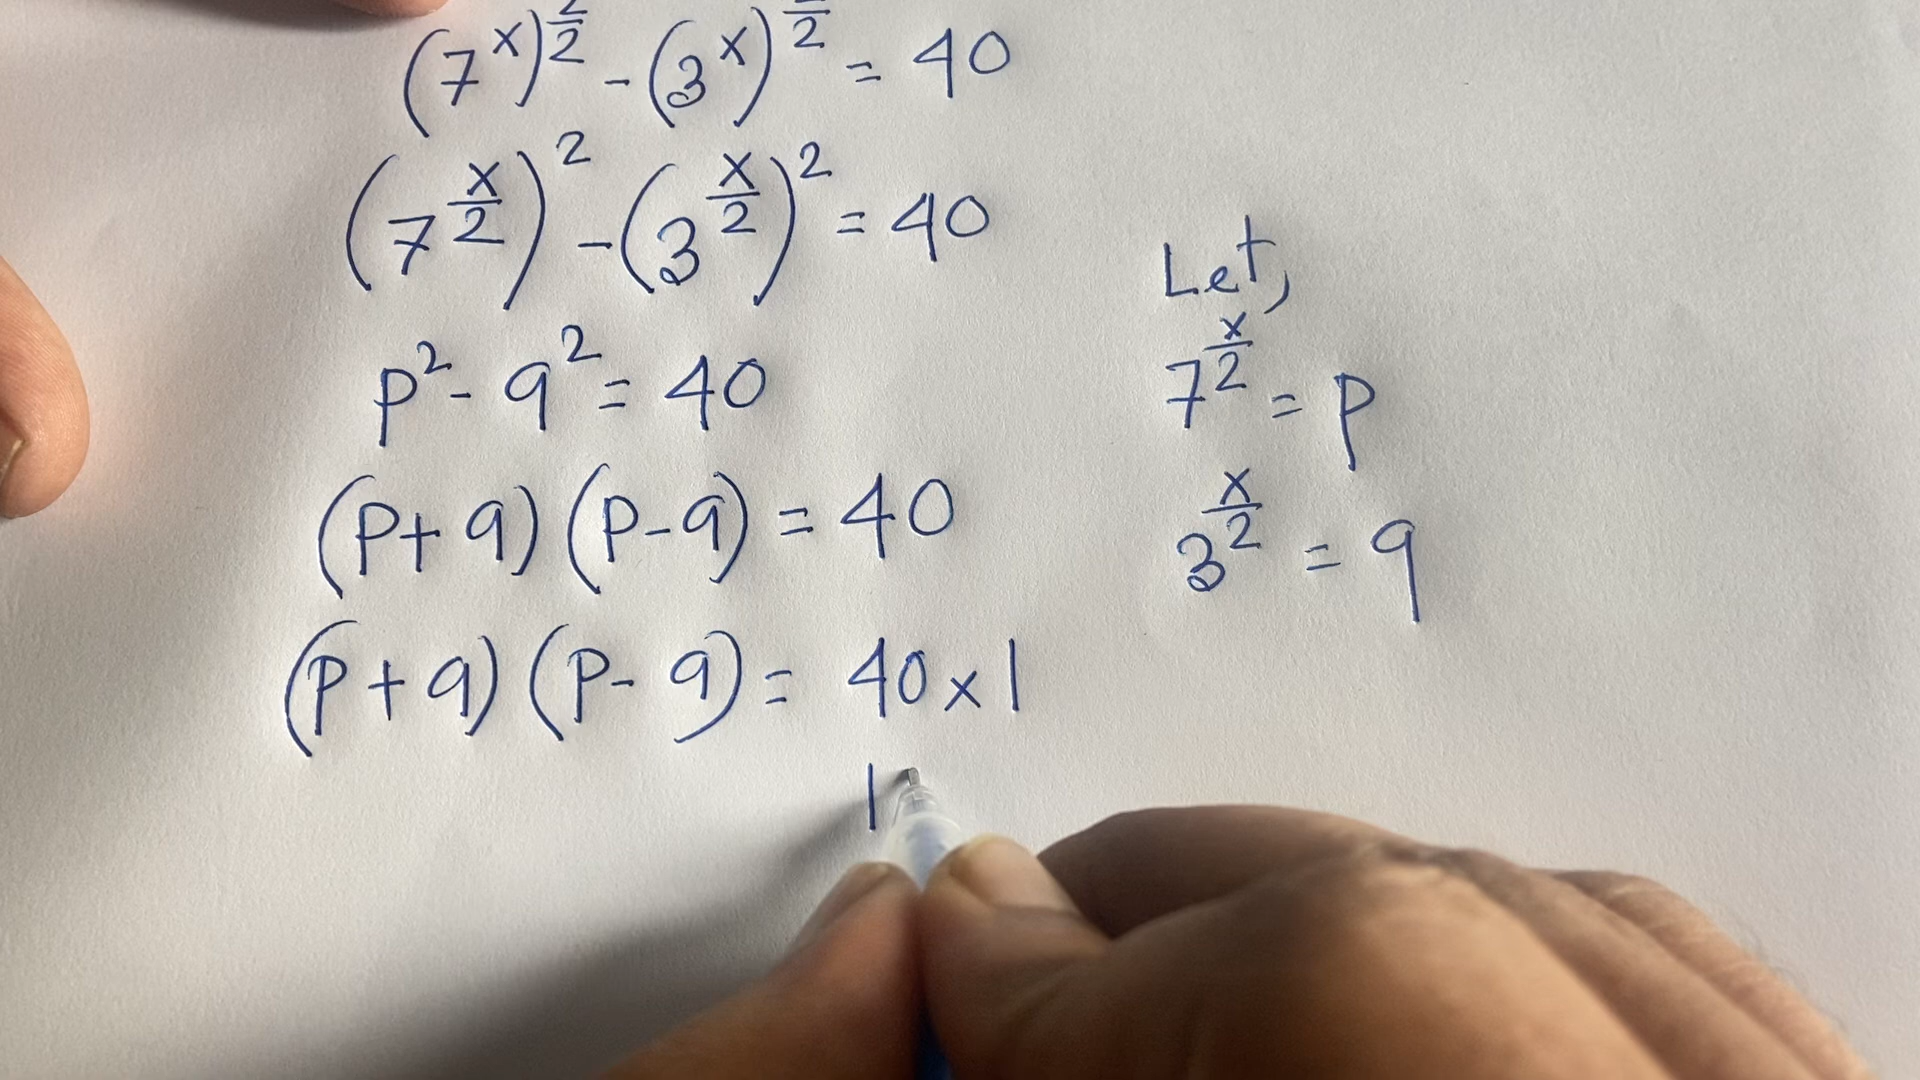 (7^x)^(2/2) - (3^x)^(2/2) = 40
(7^(x/2))^2 - (3^(x/2))^2 = 40
p^2 - q^2 = 40
(p+q)(p-q) = 40
(p+q)(p-q) = 40 x 1
1
Let,
7^(x/2) = p
3^(x/2) = q